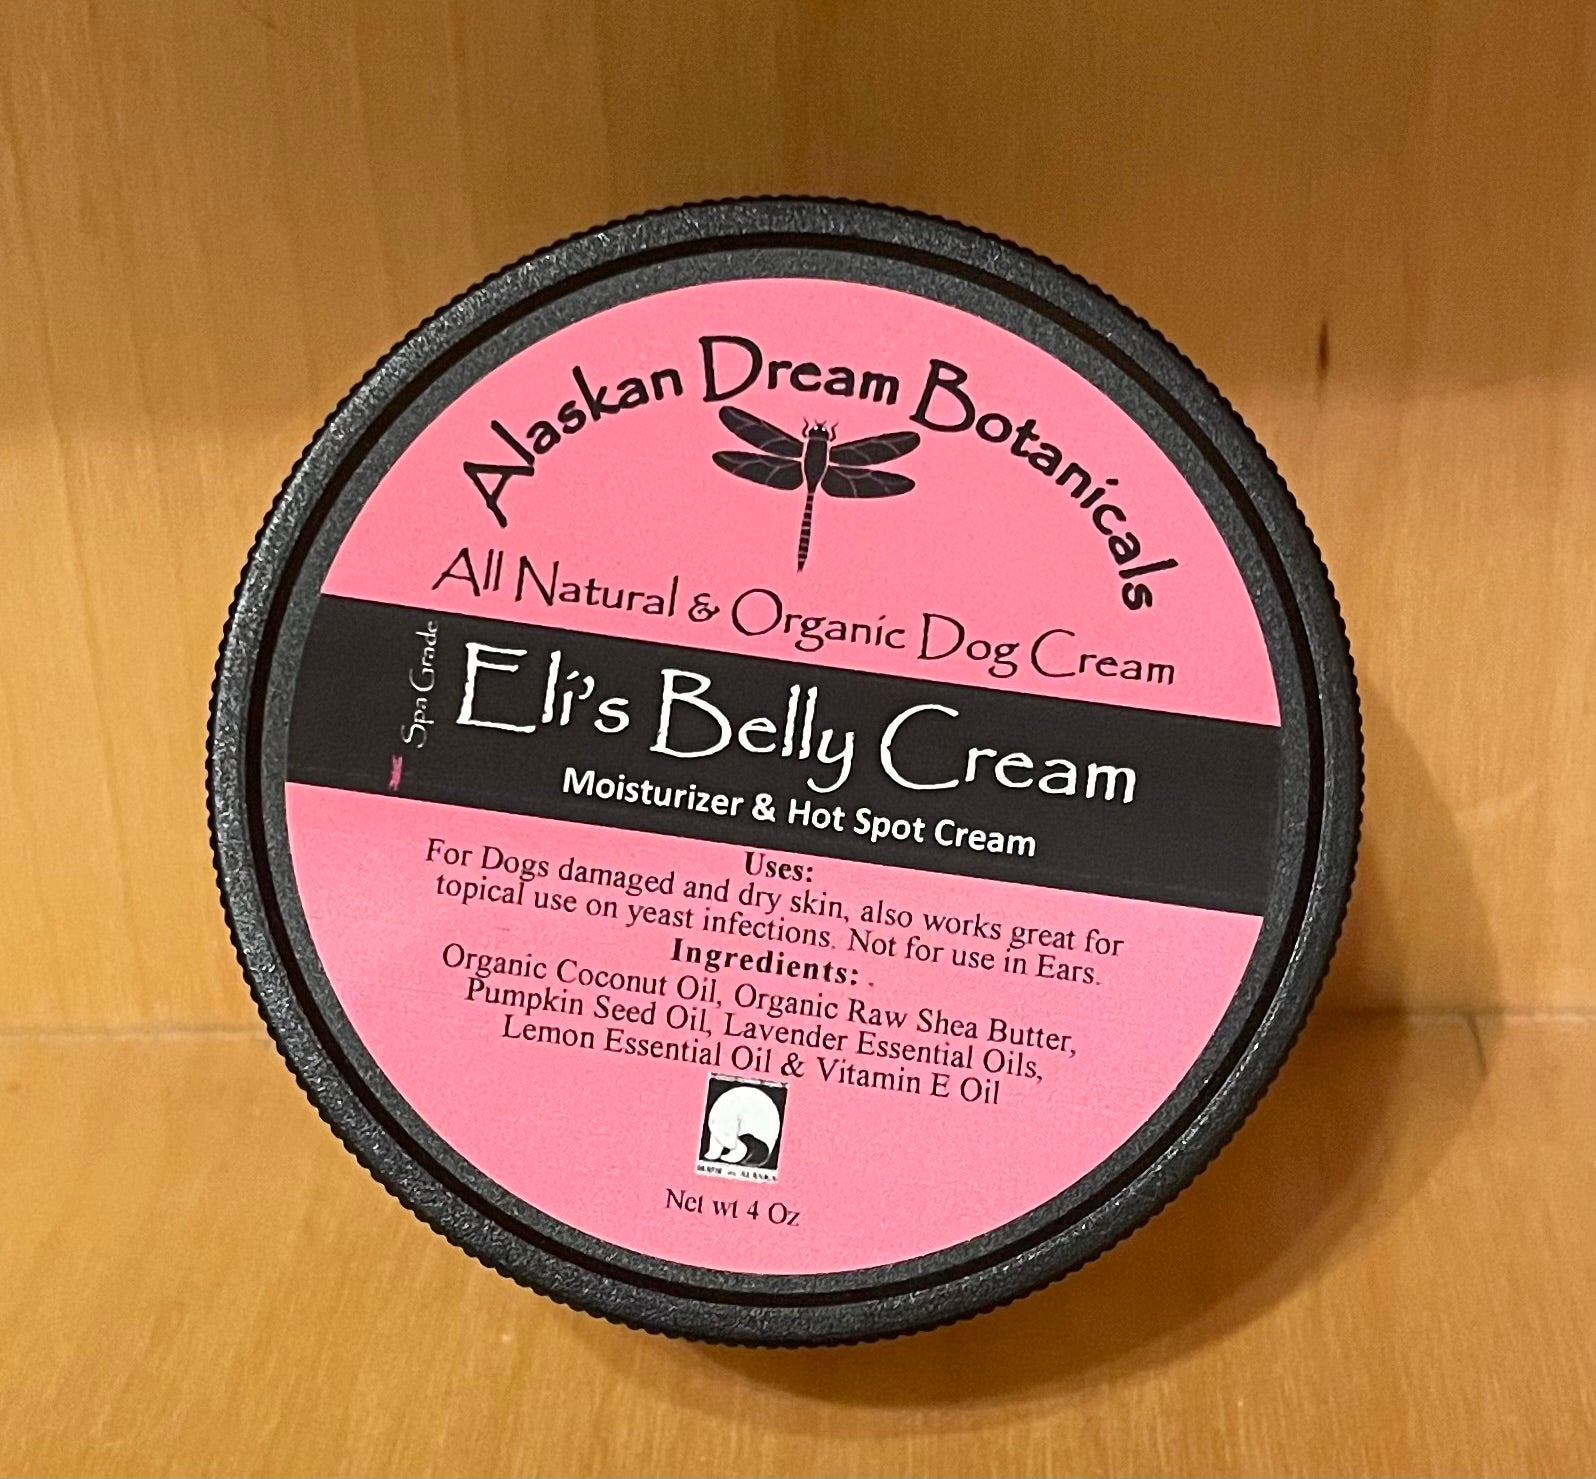 Alaskan Dream Botanicals
All Natural & Organic Dog Cream
Spa Grade
Eli's Belly Cream
Moisturizer & Hot Spot Cream
Uses:
For Dogs damaged and dry skin, also works great for
topical use on yeast infections. Not for use in Ears.
Ingredients: .
Organic Coconut Oil, Organic Raw Shea Butter,
Pumpkin Seed Oil, Lavender Essential Oils,
Lemon Essential Oil & Vitamin E Oil
MADE in ALASKA
Net wt 4 Oz